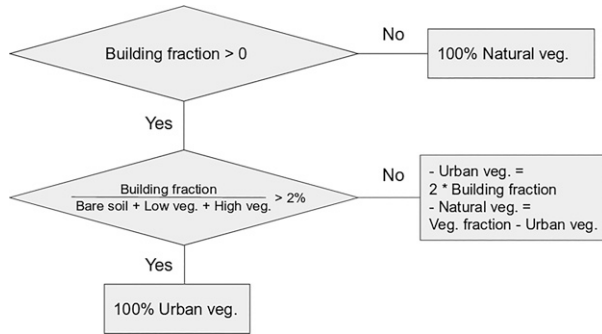 Building fraction > 0
No
100% Natural veg.
Yes
Building fraction
Bare soil + Low veg. + High veg.
> 2%
No
- Urban veg. =
2 * Building fraction
- Natural veg. =
Veg. fraction - Urban veg.
Yes
100% Urban veg.